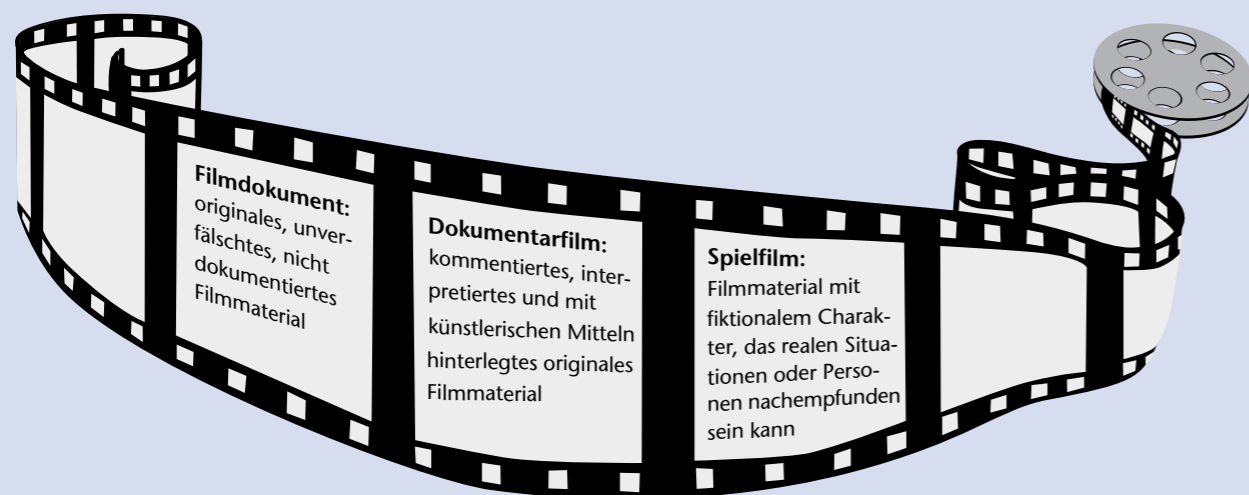 Filmdokument:
originales, unver-
fälschtes, nicht
dokumentiertes
Filmmaterial
Dokumentarfilm:
kommentiertes, inter-
pretiertes und mit
künstlerischen Mitteln
hinterlegtes originales
Filmmaterial
Spielfilm:
Filmmaterial mit
fiktionalem Charak-
ter, das realen Situa-
tionen oder Perso-
nen nachempfunden
sein kann